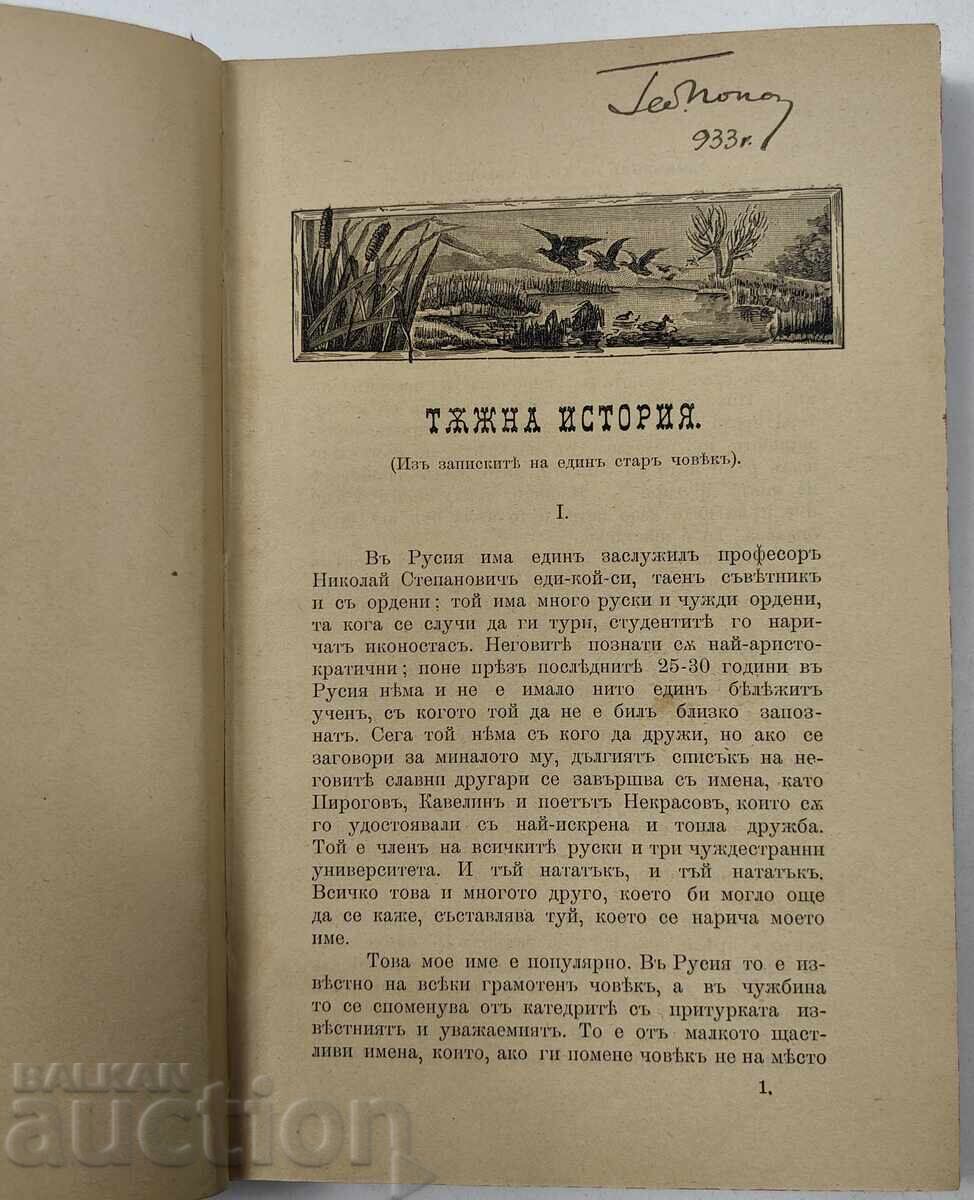 Геѡ. Попов
933 г.
ТѪЖНА ИСТОРИЯ.
(Изъ записките на единъ старъ човѣкъ).
I.
Въ Русия има единъ заслужилъ професоръ
Николай Степановичъ еди-кой-си, таенъ съвѣтникъ
и съ ордени; той има много руски и чужди ордени,
та кога се случи да ги тури, студентитѣ го нари-
чатъ иконостасъ. Неговитѣ познати сѫ най-аристо-
кратични; поне прѣзъ послѣднитѣ 25-30 години въ
Русия нѣма и не е имало нито единъ бѣлѣжитъ
ученъ, съ когото той да не е билъ близко запоз-
натъ. Сега той нѣма съ кого да дружи, но ако се
заговори за миналото му, дългиятъ списъкъ на не-
говитѣ славни другари се завършва съ имена, като
Пироговъ, Кавелинъ и поетътъ Некрасовъ, които сѫ
го удостоявали съ най-искрена и топла дружба.
Той е членъ на всичкитѣ руски и три чуждестранни
университета. И тъй нататъкъ, и тъй нататъкъ.
Всичко това и многото друго, което би могло още
да се каже, съставлява туй, което се нарича моето
име.
Това мое име е популярно. Въ Русия то е из-
вѣстно на всѣки грамотенъ човѣкъ, а въ чужбина
то се споменува отъ катедритѣ съ притурката из-
вѣстниятъ и уважаемиятъ. То е отъ малкото щаст-
ливи имена, които, ако ги помене човѣкъ не на мѣсто
1.
BALKAN
auction